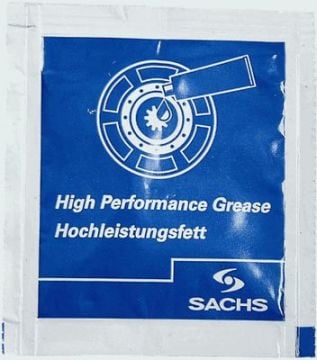 High Performance Grease
Hochleistungsfett
SACHS